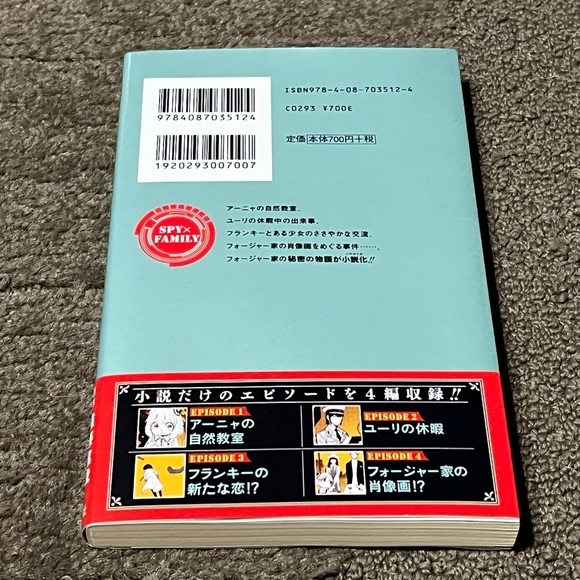 ISBN978-4-08-703512-4
C0293 ¥700E
定価 本体700円+税
9784087035124
1920293007007
SPY×
FAMILY
アーニャの自然教室、
ユーリの休暇中の出来事、
フランキーとある少女のささやかな交流、
フォージャー家の肖像画をめぐる事件……、
フォージャー家の秘密の物語が小説化!!
小説だけのエピソードを4編収録!!
EPISODE 1
アーニャの
自然教室
EPISODE 2
ユーリの休暇
EPISODE 3
フランキーの
新たな恋!?
EPISODE 4
フォージャー家の
肖像画!?